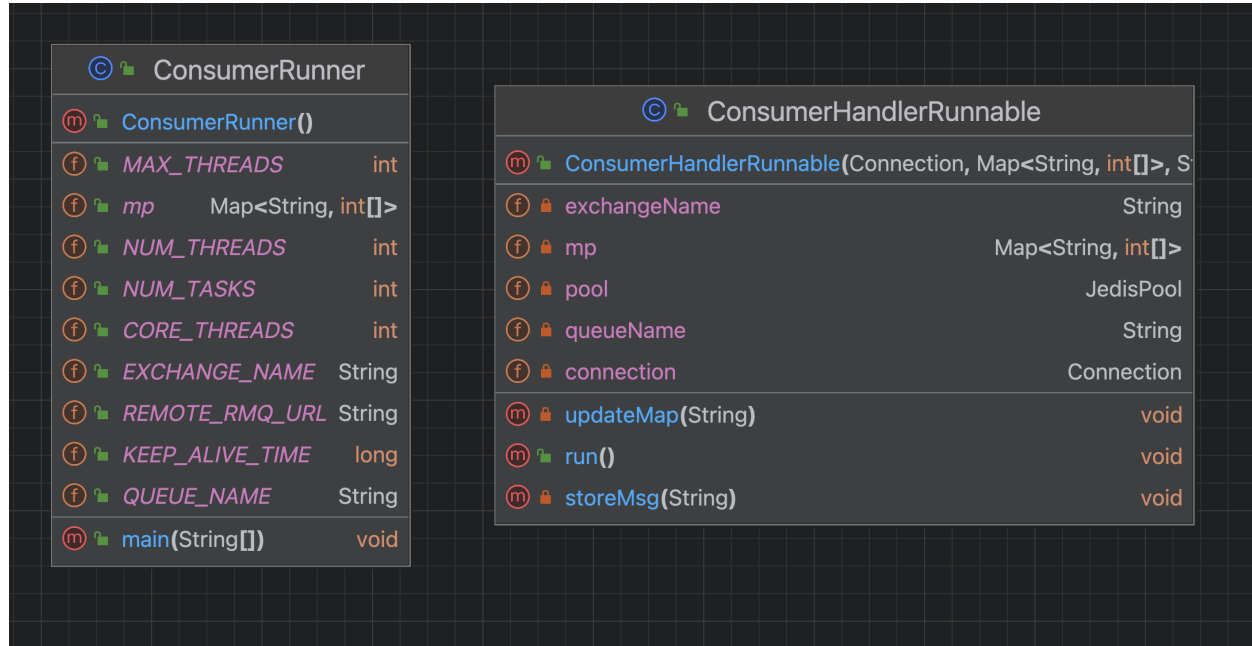 ConsumerRunner
ConsumerRunner()
MAX_THREADS int
mp Map<String, int[]>
NUM_THREADS int
NUM_TASKS int
CORE_THREADS int
EXCHANGE_NAME String
REMOTE_RMQ_URL String
KEEP_ALIVE_TIME long
QUEUE_NAME String
main(String[]) void
ConsumerHandlerRunnable
ConsumerHandlerRunnable(Connection, Map<String, int[]>, S
exchangeName String
mp Map<String, int[]>
pool JedisPool
queueName String
connection Connection
updateMap(String) void
run() void
storeMsg(String) void